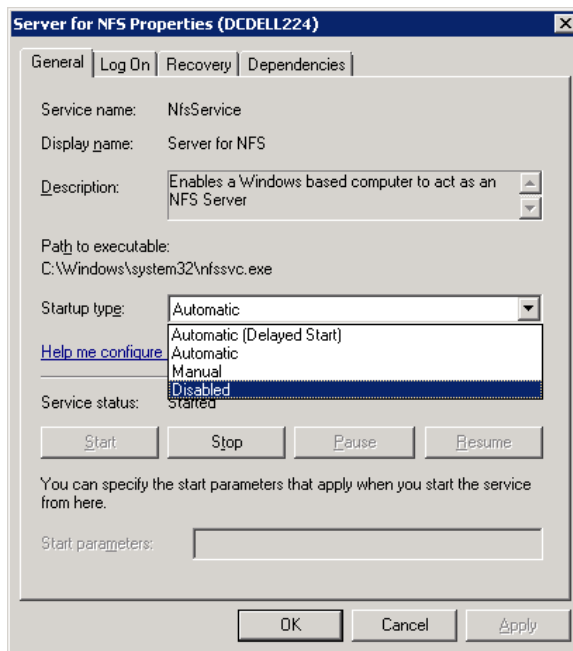 Server for NFS Properties (DCDELL224)
General Log On Recovery Dependencies
Service name: NfsService
Display name: Server for NFS
Description: Enables a Windows based computer to act as an
NFS Server
Path to executable:
C:\Windows\system32\nfssvc.exe
Startup type: Automatic
Automatic (Delayed Start)
Help me configure Automatic
Manual
Disabled
Service status: Started
Start Stop Pause Resume
You can specify the start parameters that apply when you start the service
from here.
Start parameters:
OK Cancel Apply